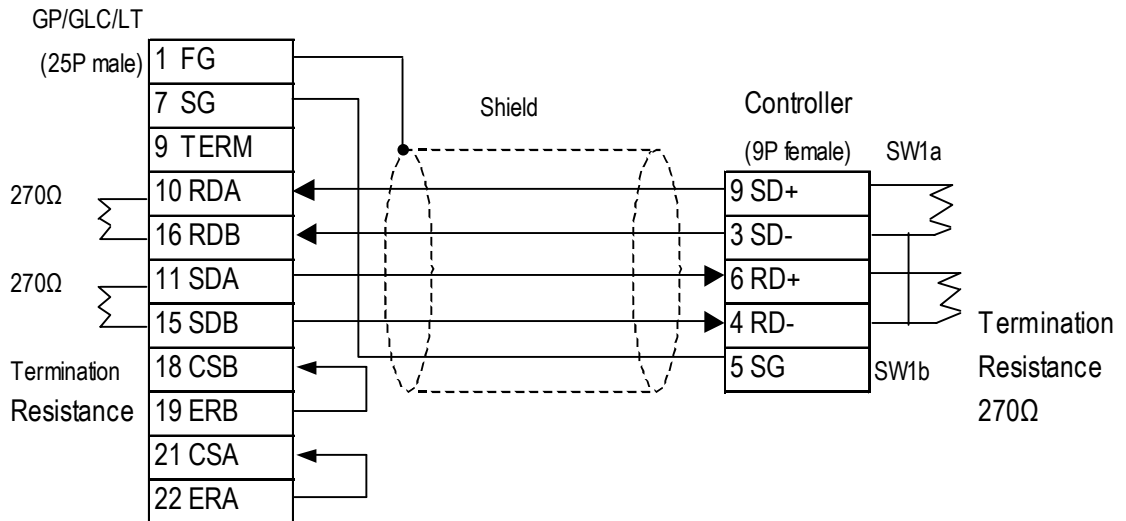 GP/GLC/LT
(25P male)
1 FG
7 SG
9 TERM
10 RDA
16 RDB
11 SDA
15 SDB
18 CSB
19 ERB
21 CSA
22 ERA
270Ω
270Ω
Termination
Resistance
Shield
Controller
(9P female)
SW1a
9 SD+
3 SD-
6 RD+
4 RD-
5 SG
SW1b
Termination
Resistance
270Ω